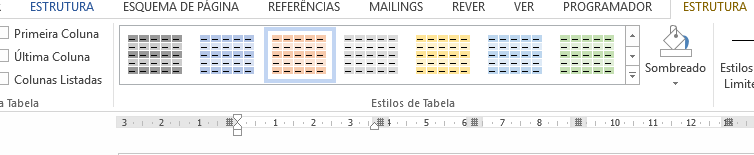 ESTRUTURA ESQUEMA DE PÁGINA REFERÊNCIAS MAILINGS REVER VER PROGRAMADOR ESTRUTURA
Primeira Coluna
Última Coluna
Colunas Listadas
Sombreado
Estilos
Limite
a Tabela
Estilos de Tabela
3 2 1 1 2 3 4 5 6 7 8 10 11 12